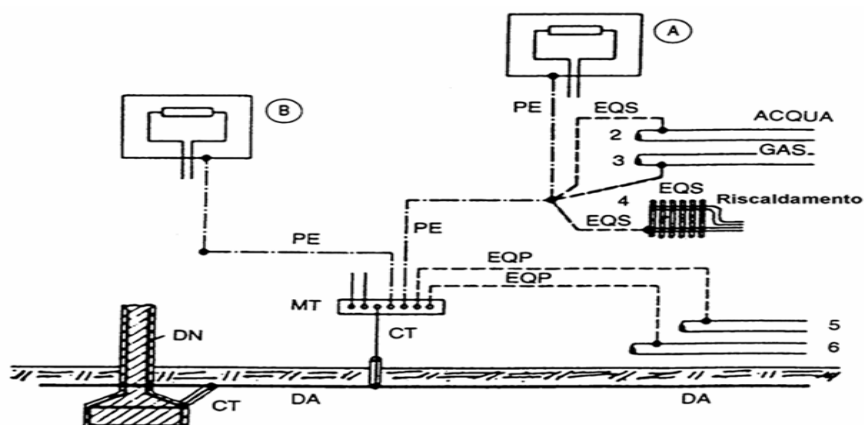 A
B
PE
EQS
ACQUA
2
3
GAS
4
EQS
Riscaldamento
EQS
PE
PE
EQP
EQP
MT
CT
5
6
DN
CT
DA
DA